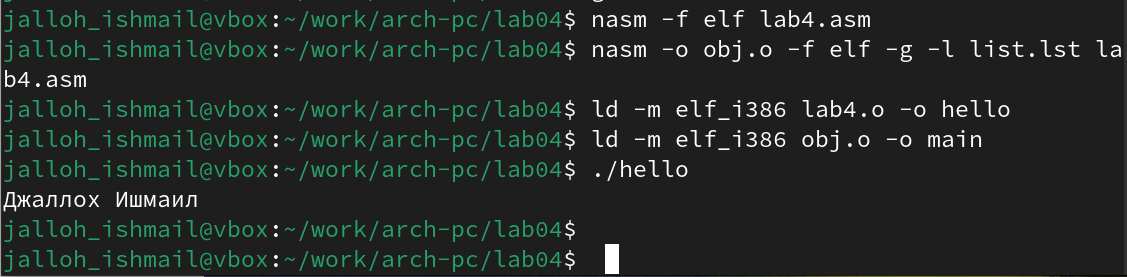 jalloh_ishmail@vbox:~/work/arch-pc/lab04$ nasm -f elf lab4.asm
jalloh_ishmail@vbox:~/work/arch-pc/lab04$ nasm -o obj.o -f elf -g -l list.lst la
b4.asm
jalloh_ishmail@vbox:~/work/arch-pc/lab04$ ld -m elf_i386 lab4.o -o hello
jalloh_ishmail@vbox:~/work/arch-pc/lab04$ ld -m elf_i386 obj.o -o main
jalloh_ishmail@vbox:~/work/arch-pc/lab04$ ./hello
Джаллох Ишмаил
jalloh_ishmail@vbox:~/work/arch-pc/lab04$
jalloh_ishmail@vbox:~/work/arch-pc/lab04$